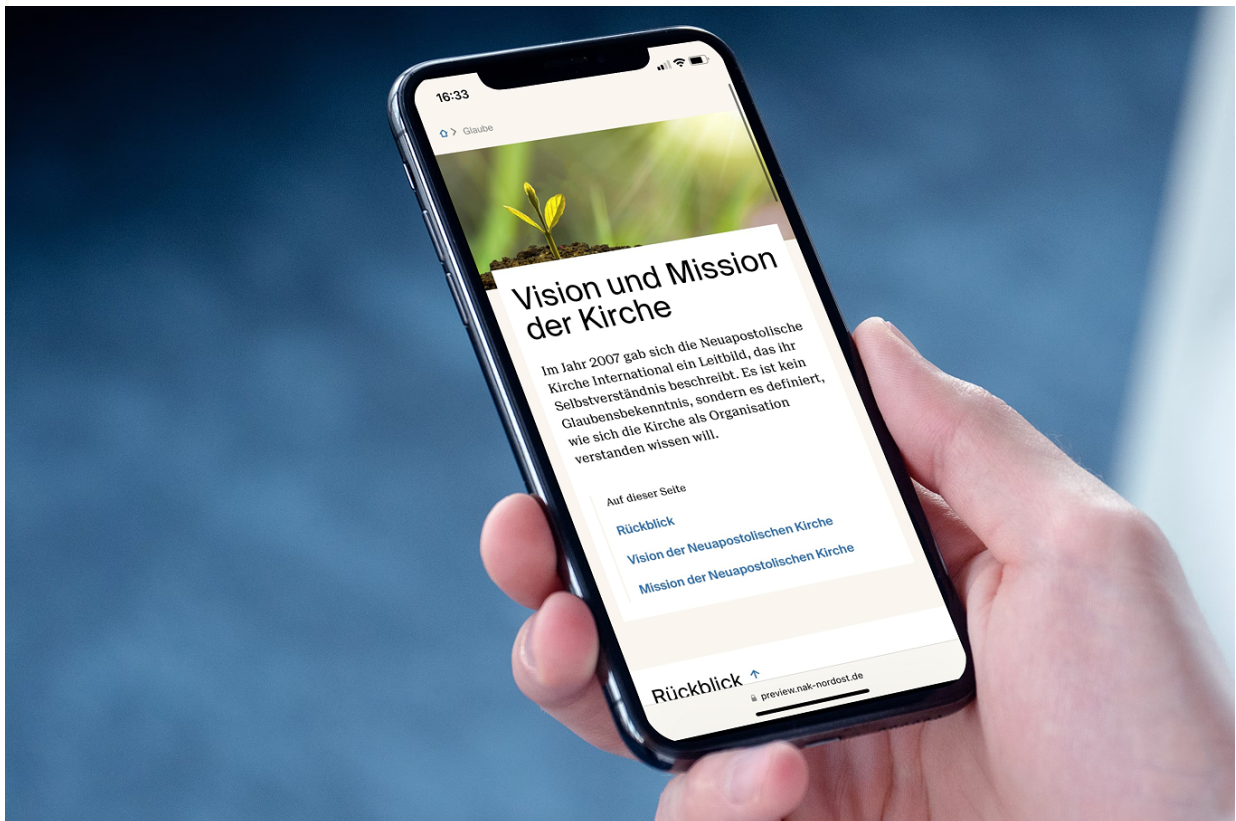 16:33
Glaube
Vision und Mission
der Kirche
Im Jahr 2007 gab sich die Neuapostolische
Kirche International ein Leitbild, das ihr
Selbstverständnis beschreibt. Es ist kein
Glaubensbekenntnis, sondern es definiert,
wie sich die Kirche als Organisation
verstanden wissen will.
Auf dieser Seite
Rückblick
Vision der Neuapostolischen Kirche
Mission der Neuapostolischen Kirche
Rückblick
preview.nak-nordost.de